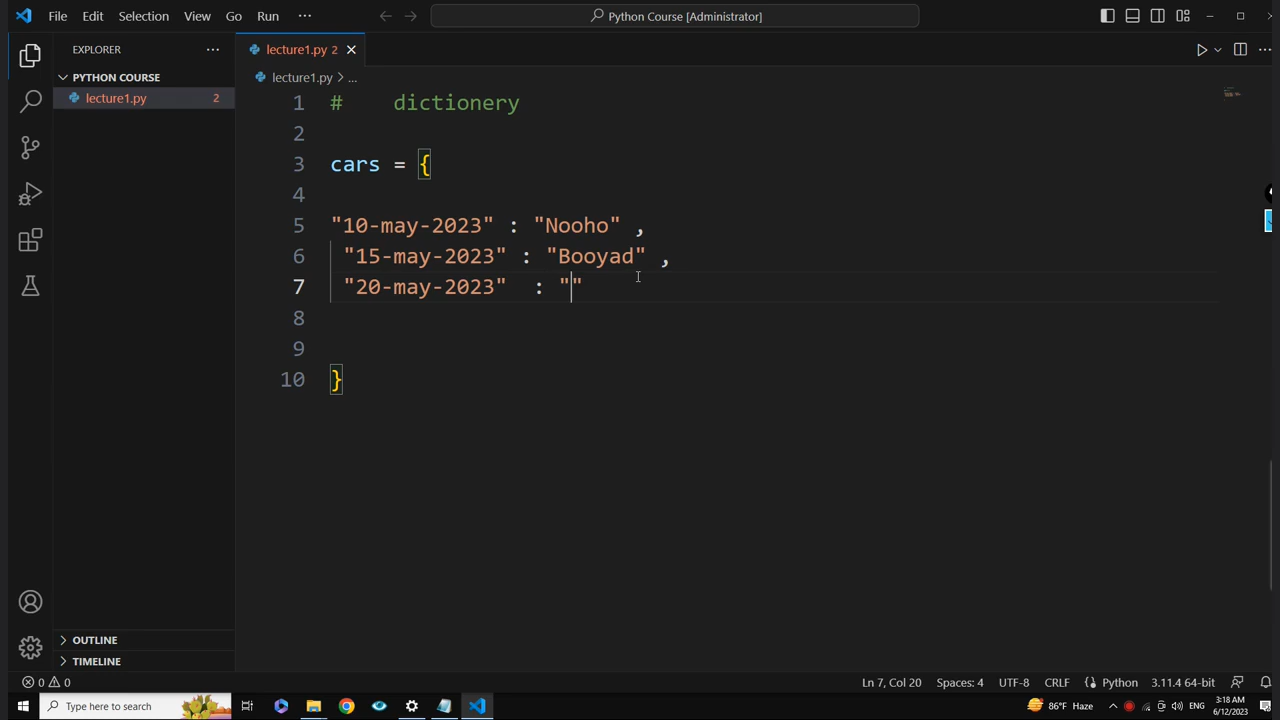 File Edit Selection View Go Run ··· Python Course [Administrator]
EXPLORER ···
PYTHON COURSE
lecture1.py 2
lecture1.py 2
lecture1.py > ...
1 #    dictionery
2
3 cars = {
4
5 "10-may-2023" : "Nooho" ,
6  "15-may-2023" : "Booyad" ,
7  "20-may-2023"  : ""
8
9
10 }
OUTLINE
TIMELINE
0 0 Ln 7, Col 20 Spaces: 4 UTF-8 CRLF Python 3.11.4 64-bit
Type here to search 86°F Haze ENG 3:18 AM
6/12/2023